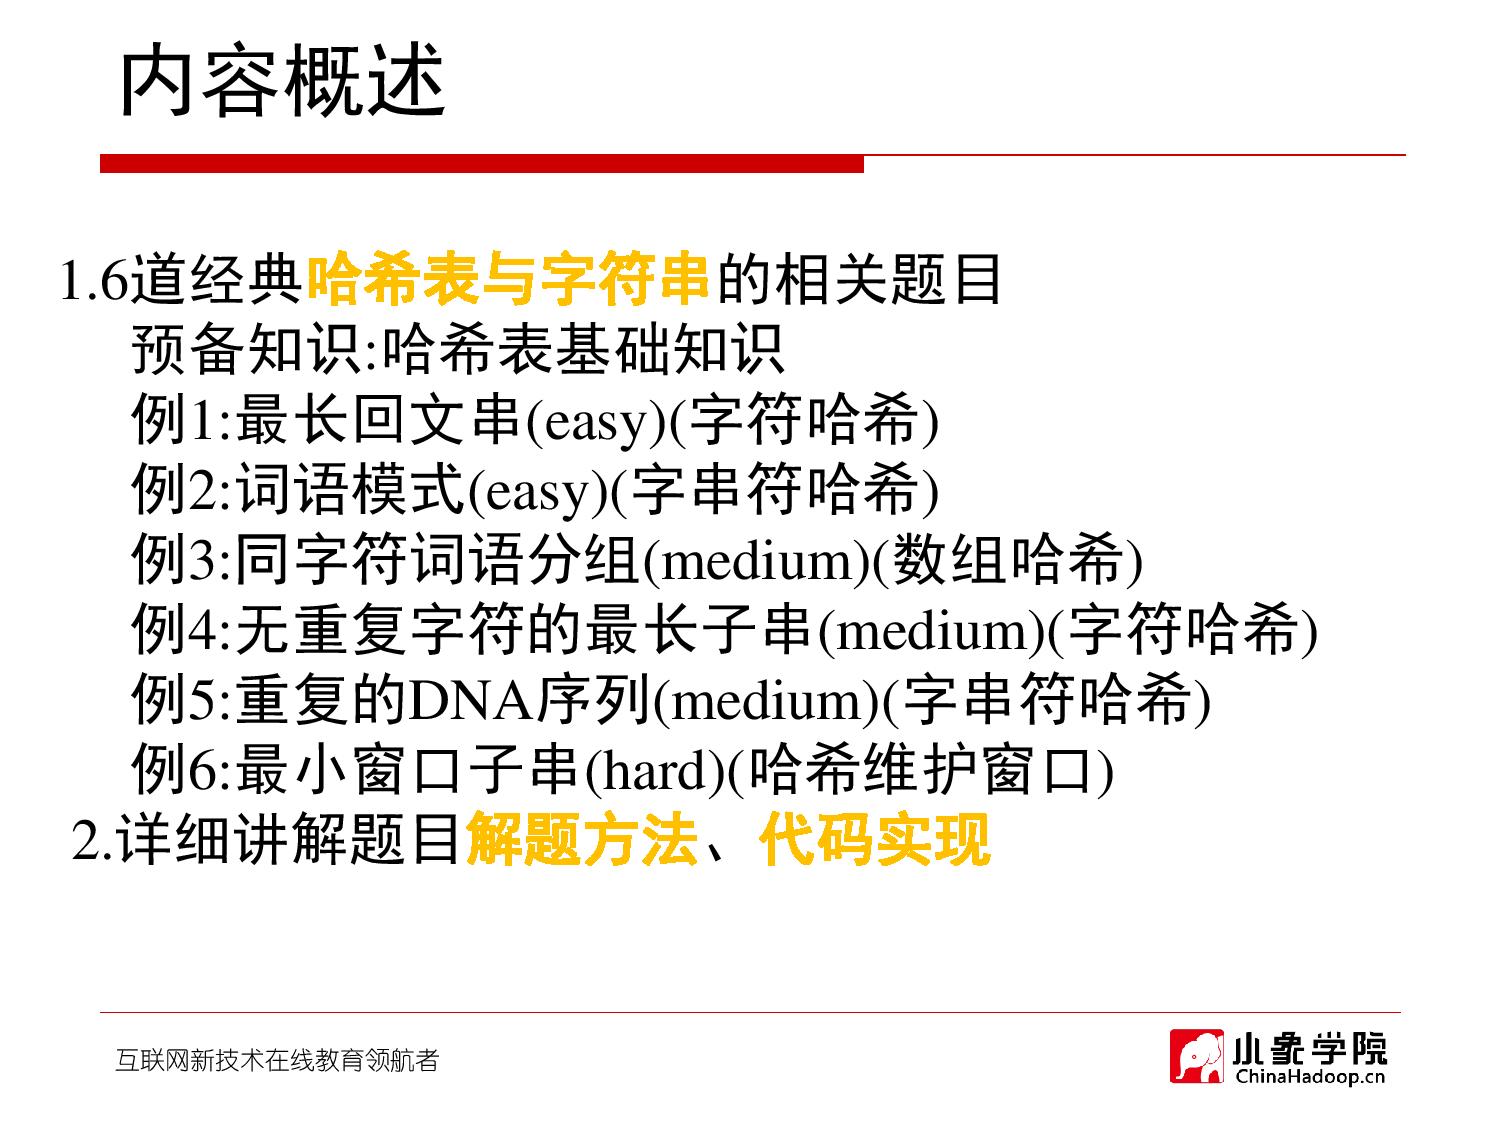 内容概述
1.6道经典哈希表与字符串的相关题目
预备知识:哈希表基础知识
例1:最长回文串(easy)(字符哈希)
例2:词语模式(easy)(字串符哈希)
例3:同字符词语分组(medium)(数组哈希)
例4:无重复字符的最长子串(medium)(字符哈希)
例5:重复的DNA序列(medium)(字串符哈希)
例6:最小窗口子串(hard)(哈希维护窗口)
2.详细讲解题目解题方法、代码实现
互联网新技术在线教育领航者
小象学院
ChinaHadoop.cn